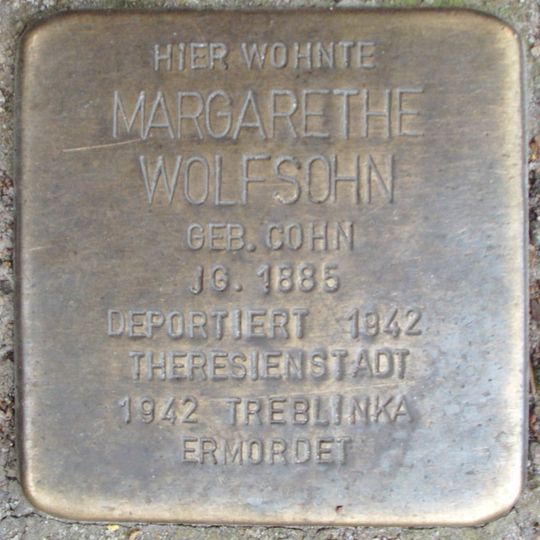 HIER WOHNTE
MARGARETHE
WOLFSOHN
GEB. COHN
JG. 1885
DEPORTIERT 1942
THERESIENSTADT
1942 TREBLINKA
ERMORDET